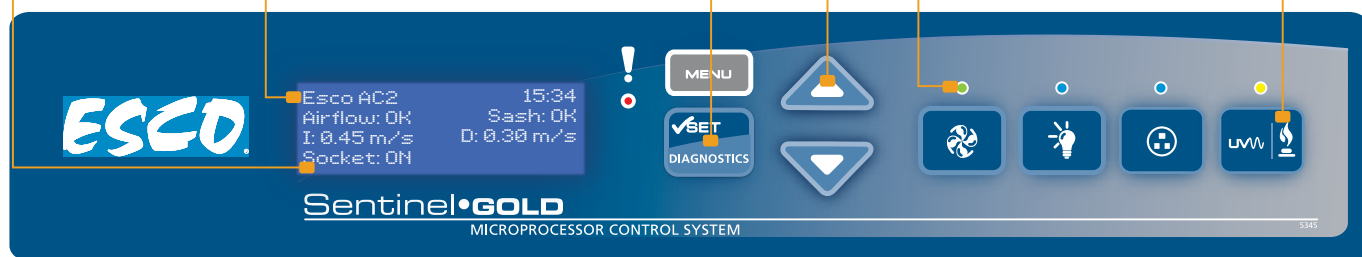 ESCO.
Esco AC2 15:34
Airflow: OK Sash: OK
I: 0.45 m/s D: 0.30 m/s
Socket: ON
!
MENU
✓SET
DIAGNOSTICS
UV
Sentinel•GOLD
MICROPROCESSOR CONTROL SYSTEM
5345